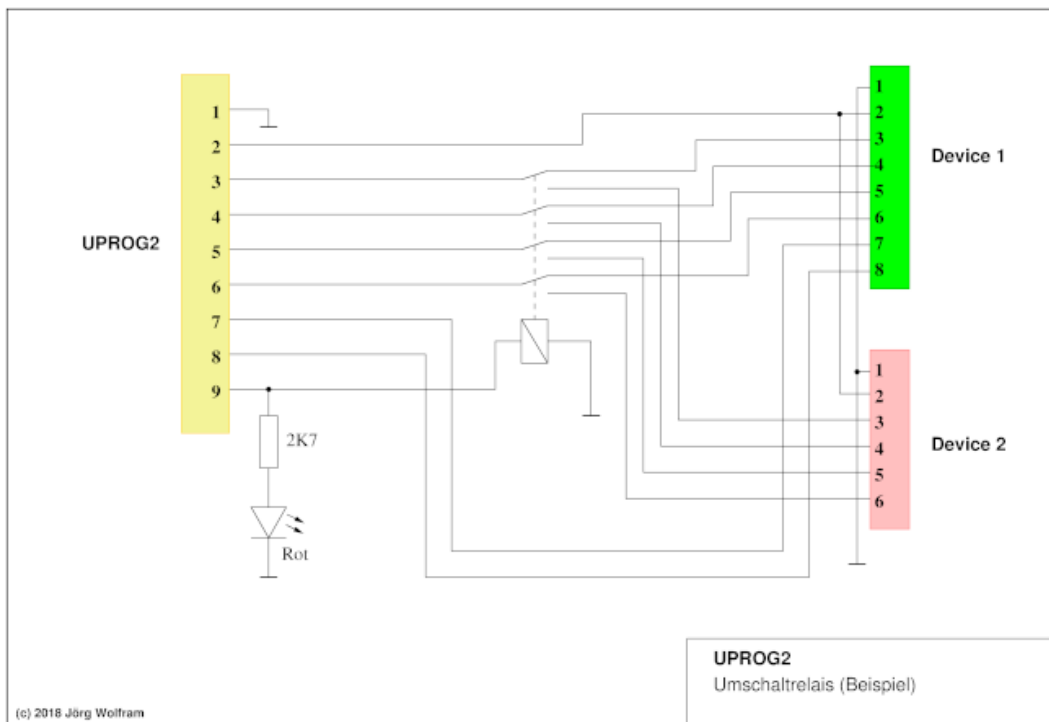 UPROG2
1
2
3
4
5
6
7
8
9
2K7
Rot
Device 1
1
2
3
4
5
6
7
8
Device 2
1
2
3
4
5
6
UPROG2
Umschaltrelais (Beispiel)
(c) 2018 Jörg Wolfram